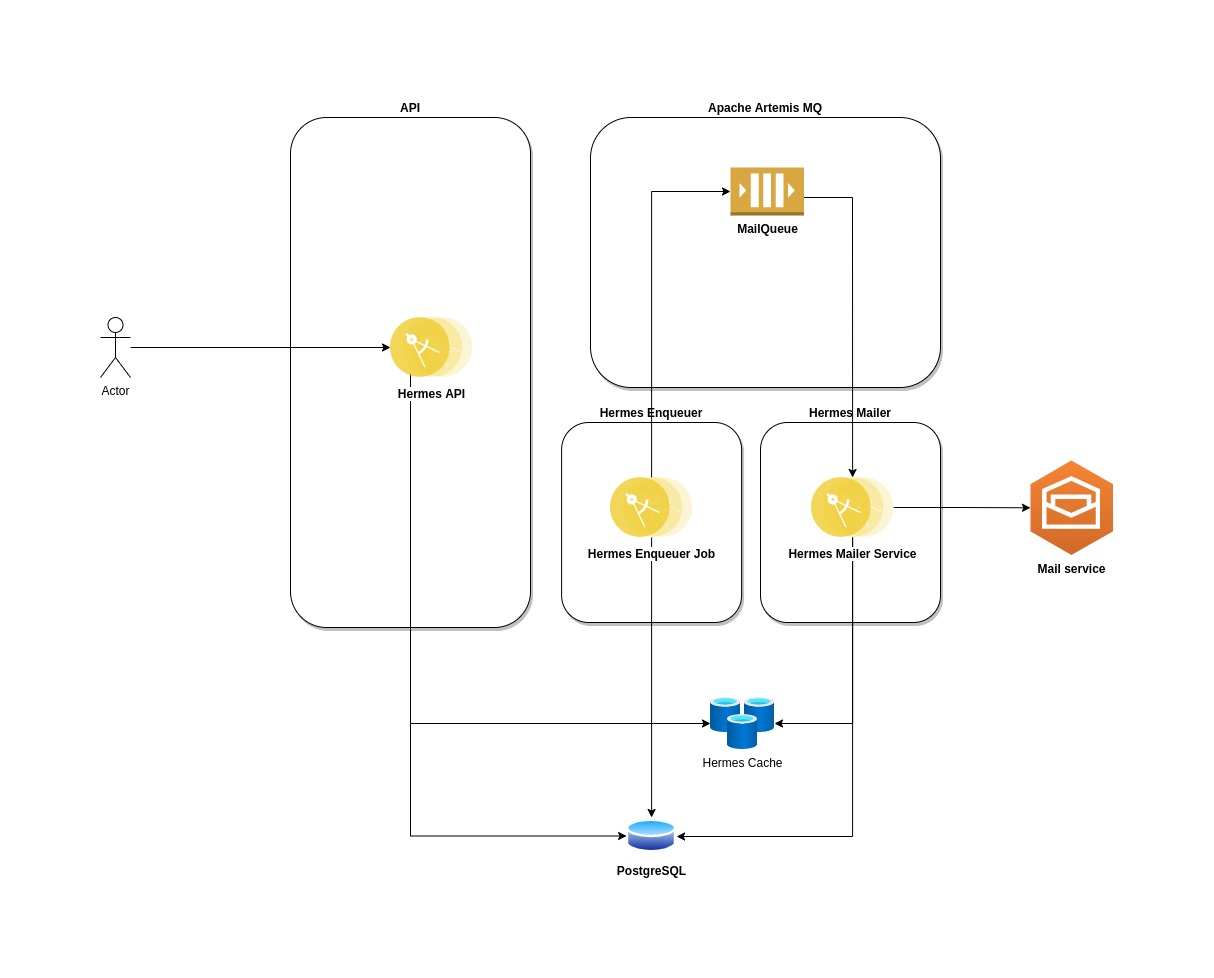 API
Apache Artemis MQ
MailQueue
Actor
Hermes API
Hermes Enqueuer
Hermes Mailer
Hermes Enqueuer Job
Hermes Mailer Service
Mail service
Hermes Cache
PostgreSQL